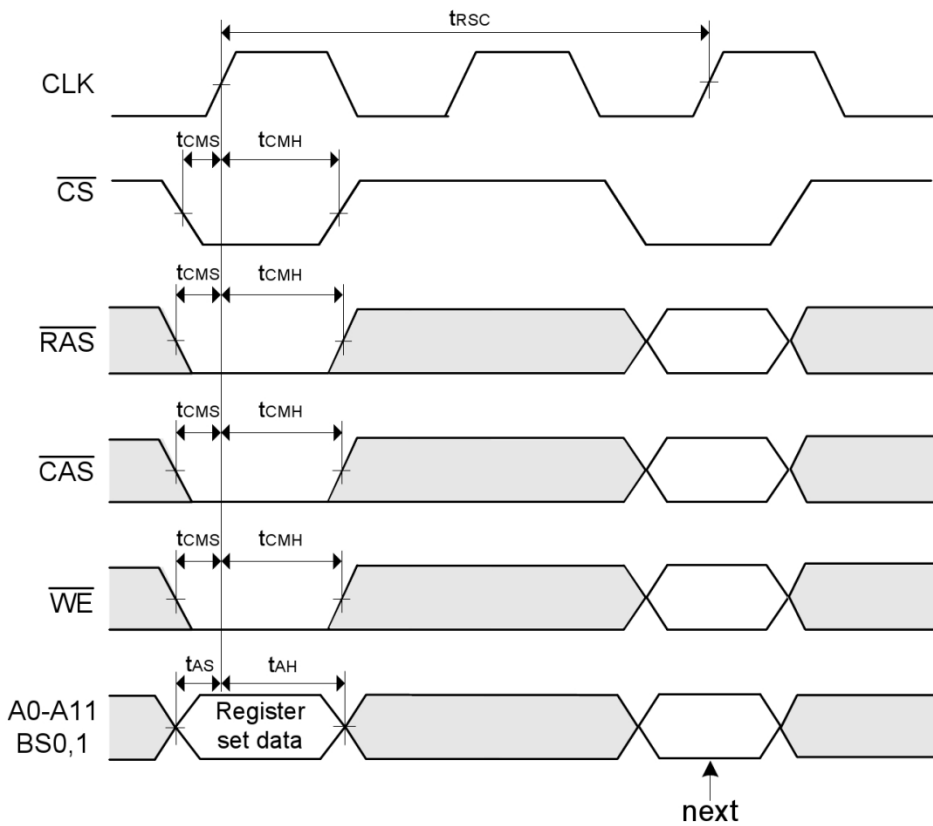 tRSC
CLK
tCMS tCMH
CS
tCMS tCMH
RAS
tCMS tCMH
CAS
tCMS tCMH
WE
tAS tAH
A0-A11
BS0,1
Register
set data
next